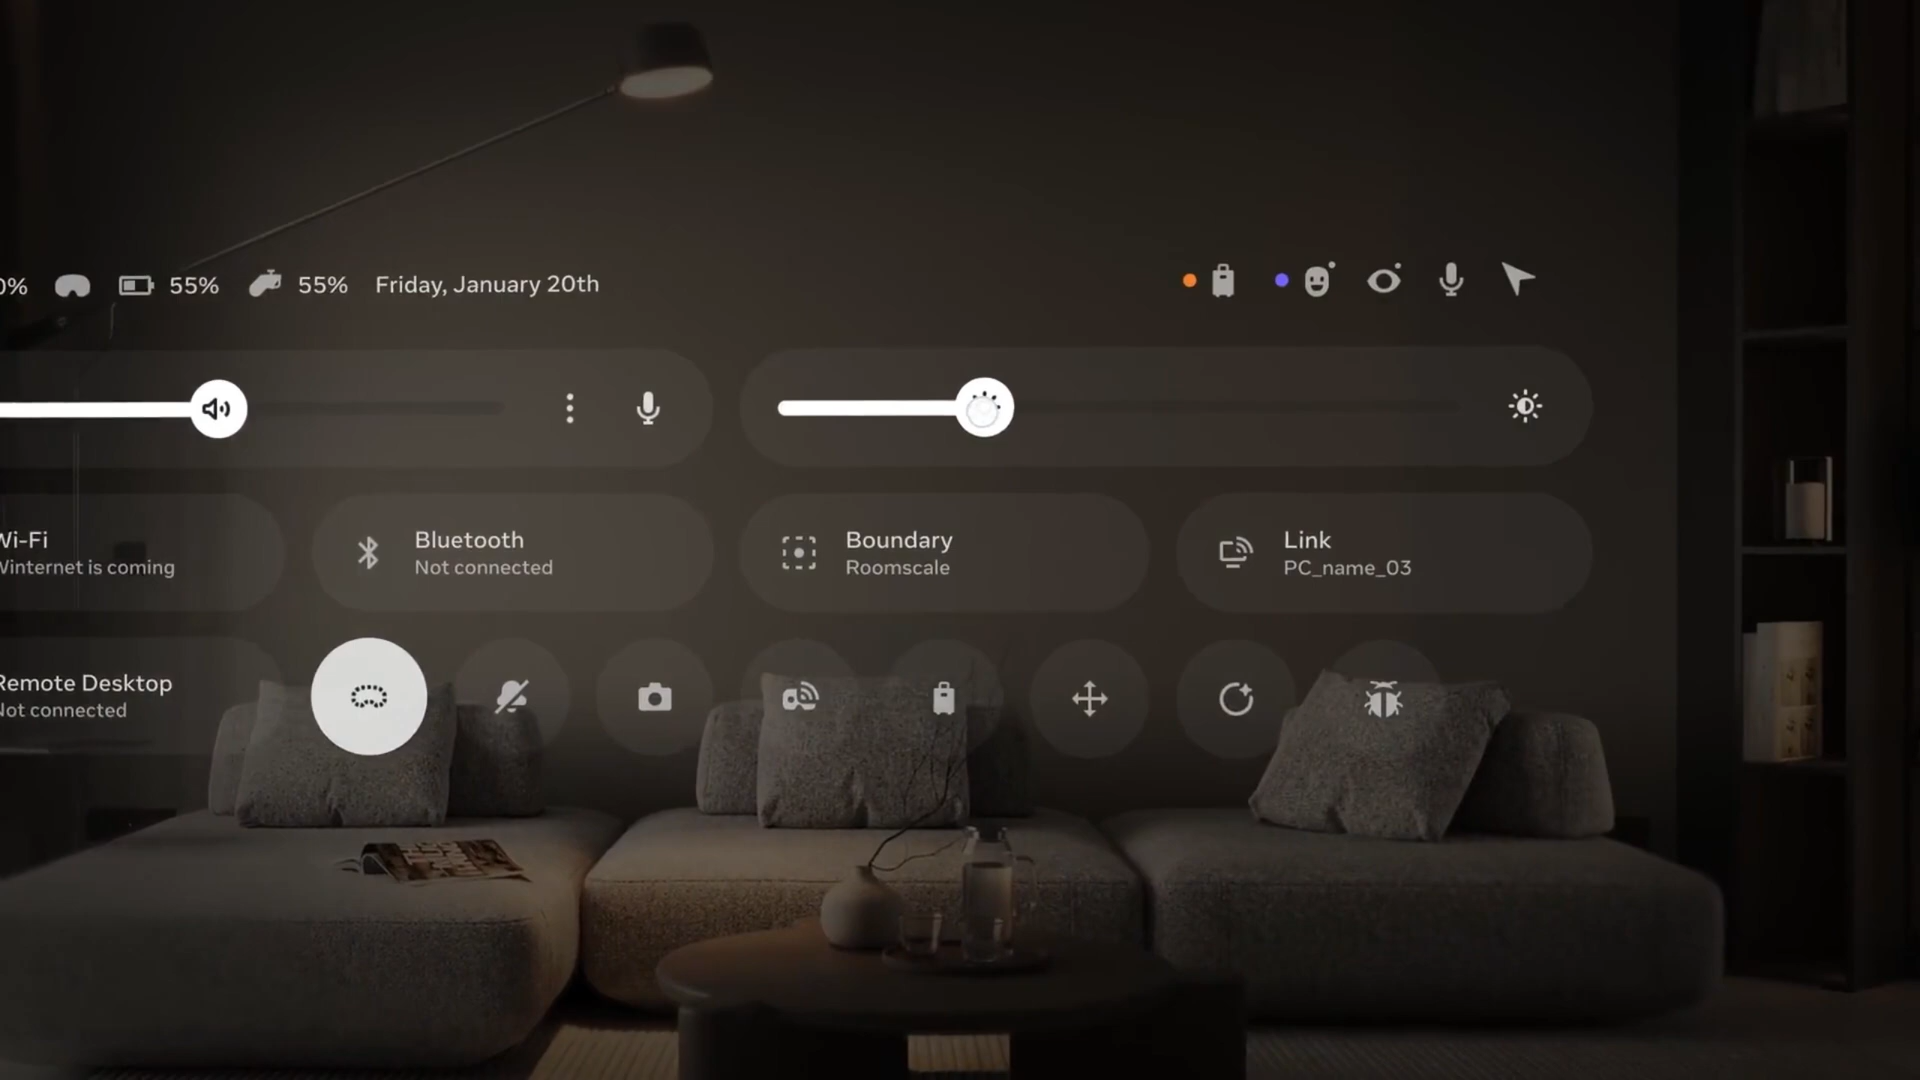 0% 55% 55% Friday, January 20th
Wi-Fi
Winternet is coming
Bluetooth
Not connected
Boundary
Roomscale
Link
PC_name_03
Remote Desktop
Not connected